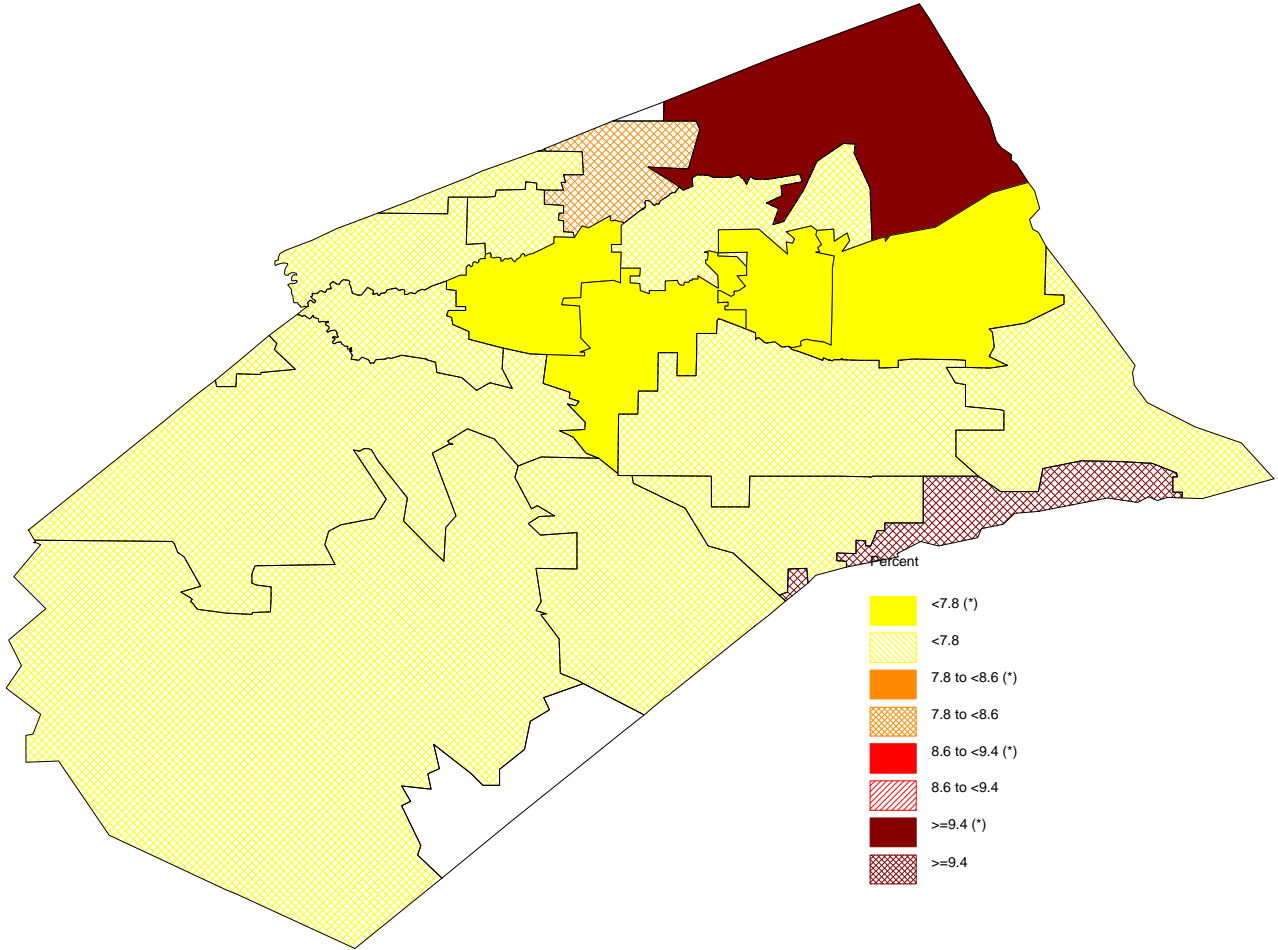 Percent
<7.8 (*)
<7.8
7.8 to <8.6 (*)
7.8 to <8.6
8.6 to <9.4 (*)
8.6 to <9.4
>=9.4 (*)
>=9.4